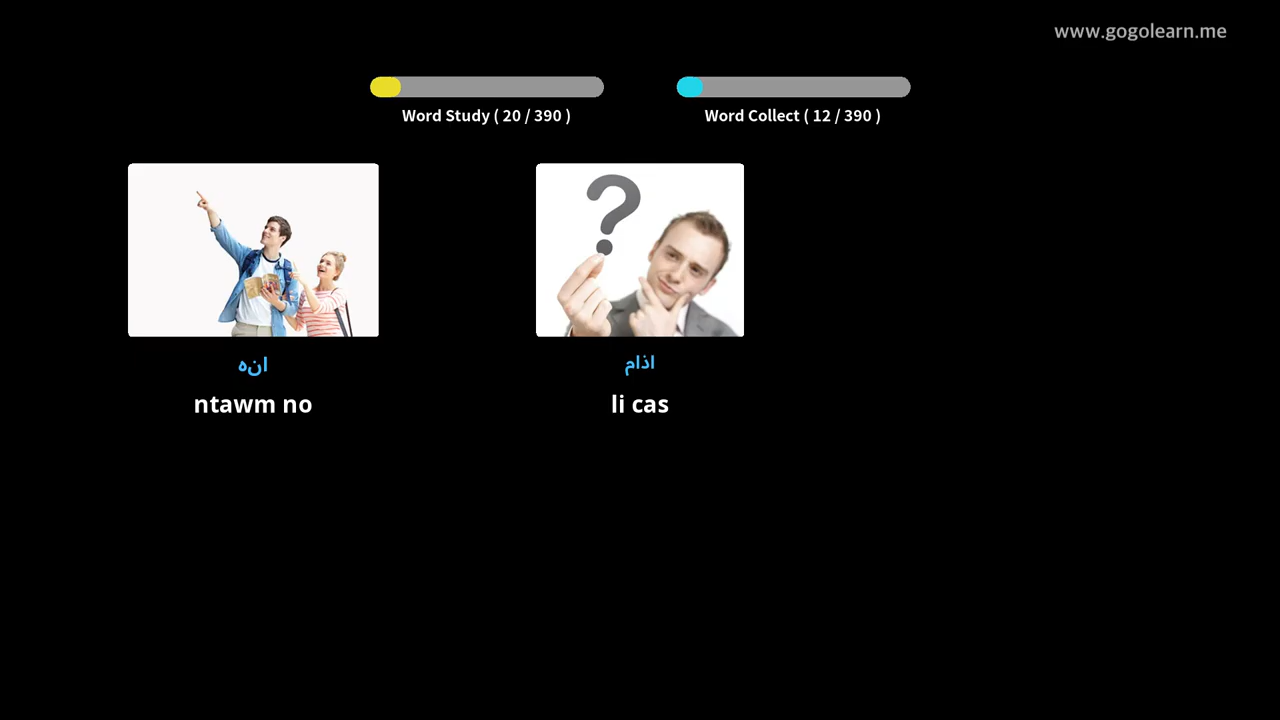 www.gogolearn.me
Word Study ( 20 / 390 )
Word Collect ( 12 / 390 )
انه
ntawm no
اذام
li cas